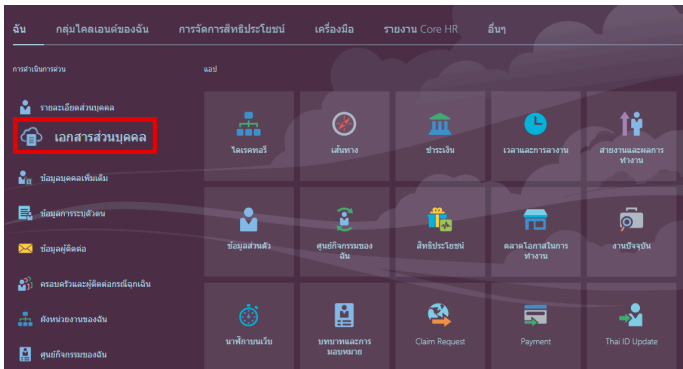 ฉัน กลุ่มไคลเอนต์ของฉัน การจัดการสิทธิประโยชน์ เครื่องมือ รายงาน Core HR อื่นๆ
การดำเนินการด่วน
แอป
รายละเอียดส่วนบุคคล
เอกสารส่วนบุคคล
ข้อมูลบุคคลเพิ่มเติม
ข้อมูลการระบุตัวตน
ข้อมูลผู้ติดต่อ
ครอบครัวและผู้ติดต่อกรณีฉุกเฉิน
ผังหน่วยงานของฉัน
ศูนย์กิจกรรมของฉัน
ไดเรคทอรี
เส้นทาง
ชำระเงิน
เวลาและการลางาน
สายงานและผลการ
ทำงาน
ข้อมูลส่วนตัว
ศูนย์กิจกรรมของ
ฉัน
สิทธิประโยชน์
ตลาดโอกาสในการ
ทำงาน
งานปัจจุบัน
นาฬิกาบนเว็บ
บทบาทและการ
มอบหมาย
Claim Request
Payment
Thai ID Update